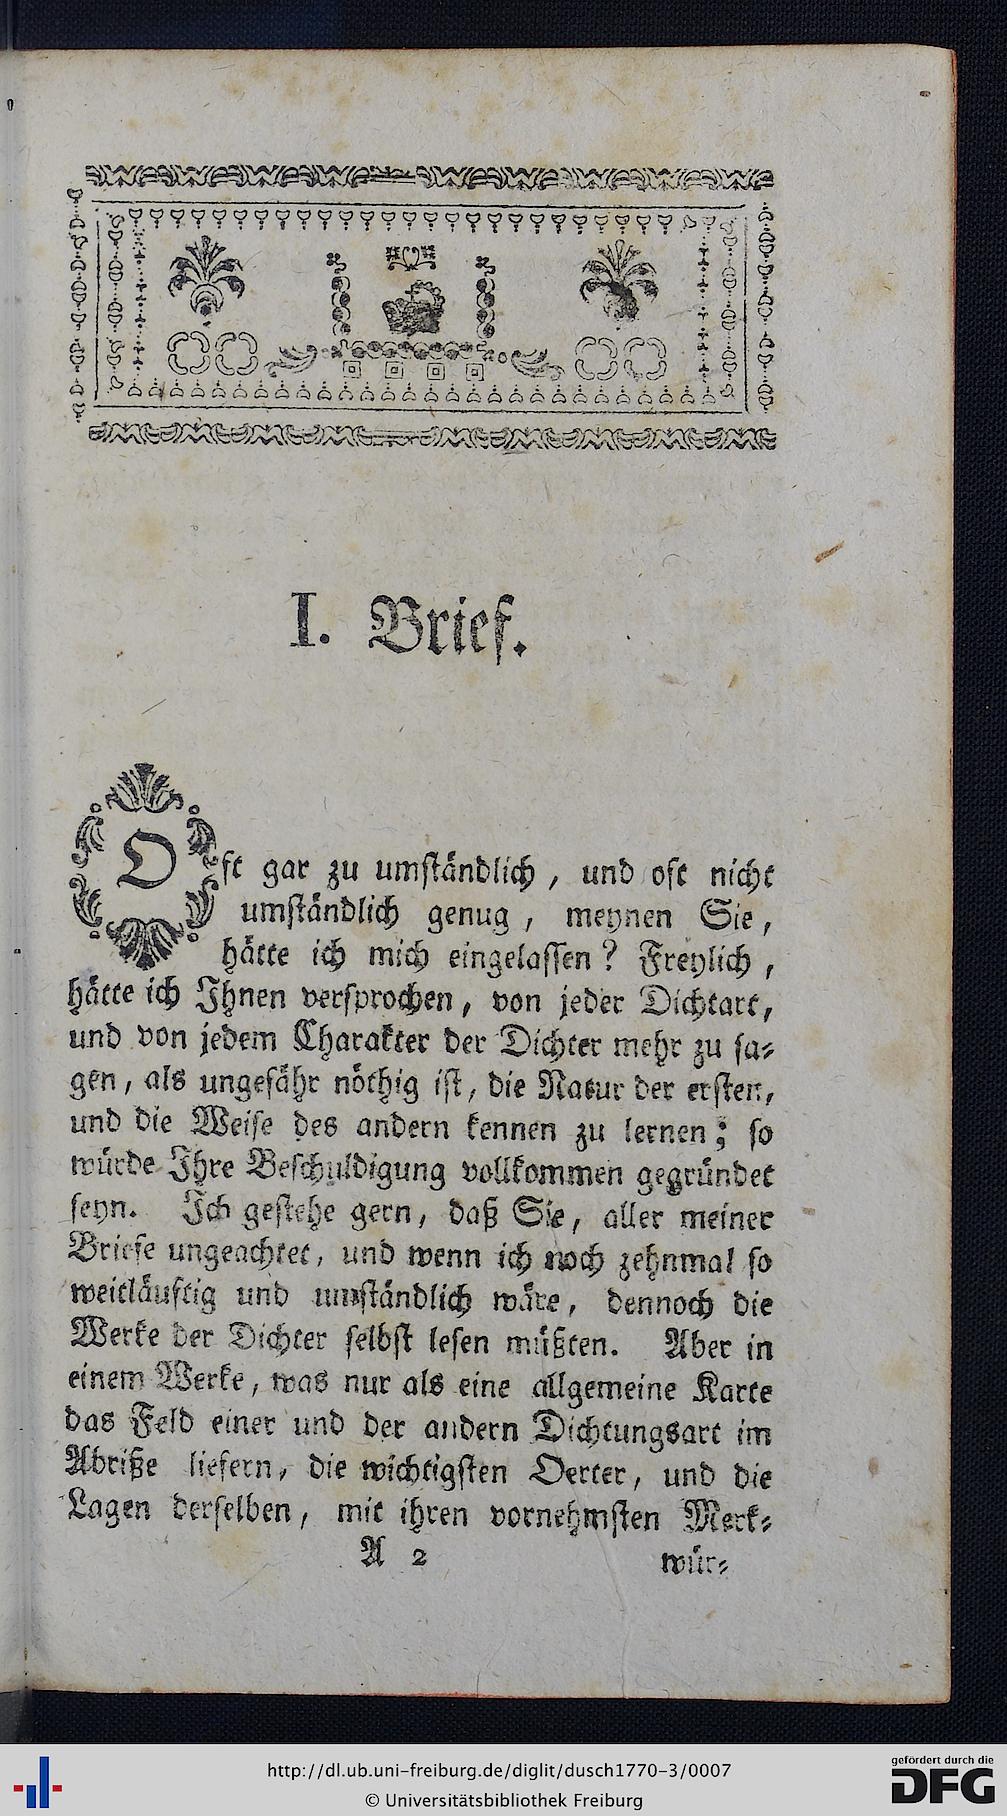 I. Brief.
Oft gar zu umständlich, und oft nicht
umständlich genug, meynen Sie,
hätte ich mich eingelassen? Freylich,
hätte ich Ihnen versprochen, von jeder Dichtart,
und von jedem Charakter der Dichter mehr zu sa-
gen, als ungefähr nöthig ist, die Natur der ersten,
und die Weise des andern kennen zu lernen; so
würde Ihre Beschuldigung vollkommen gegründet
seyn. Ich gestehe gern, daß Sie, aller meiner
Briefe ungeachtet, und wenn ich noch zehnmal so
weitläuftig und umständlich wäre, dennoch die
Werke der Dichter selbst lesen müßten. Aber in
einem Werke, was nur als eine allgemeine Karte
das Feld einer und der andern Dichtungsart im
Abriße liefern, die wichtigsten Oerter, und die
Lagen derselben, mit ihren vornehmsten Merk-
A 2 wür-
http://dl.ub.uni-freiburg.de/diglit/dusch1770-3/0007
© Universitätsbibliothek Freiburg
gefördert durch die
DFG